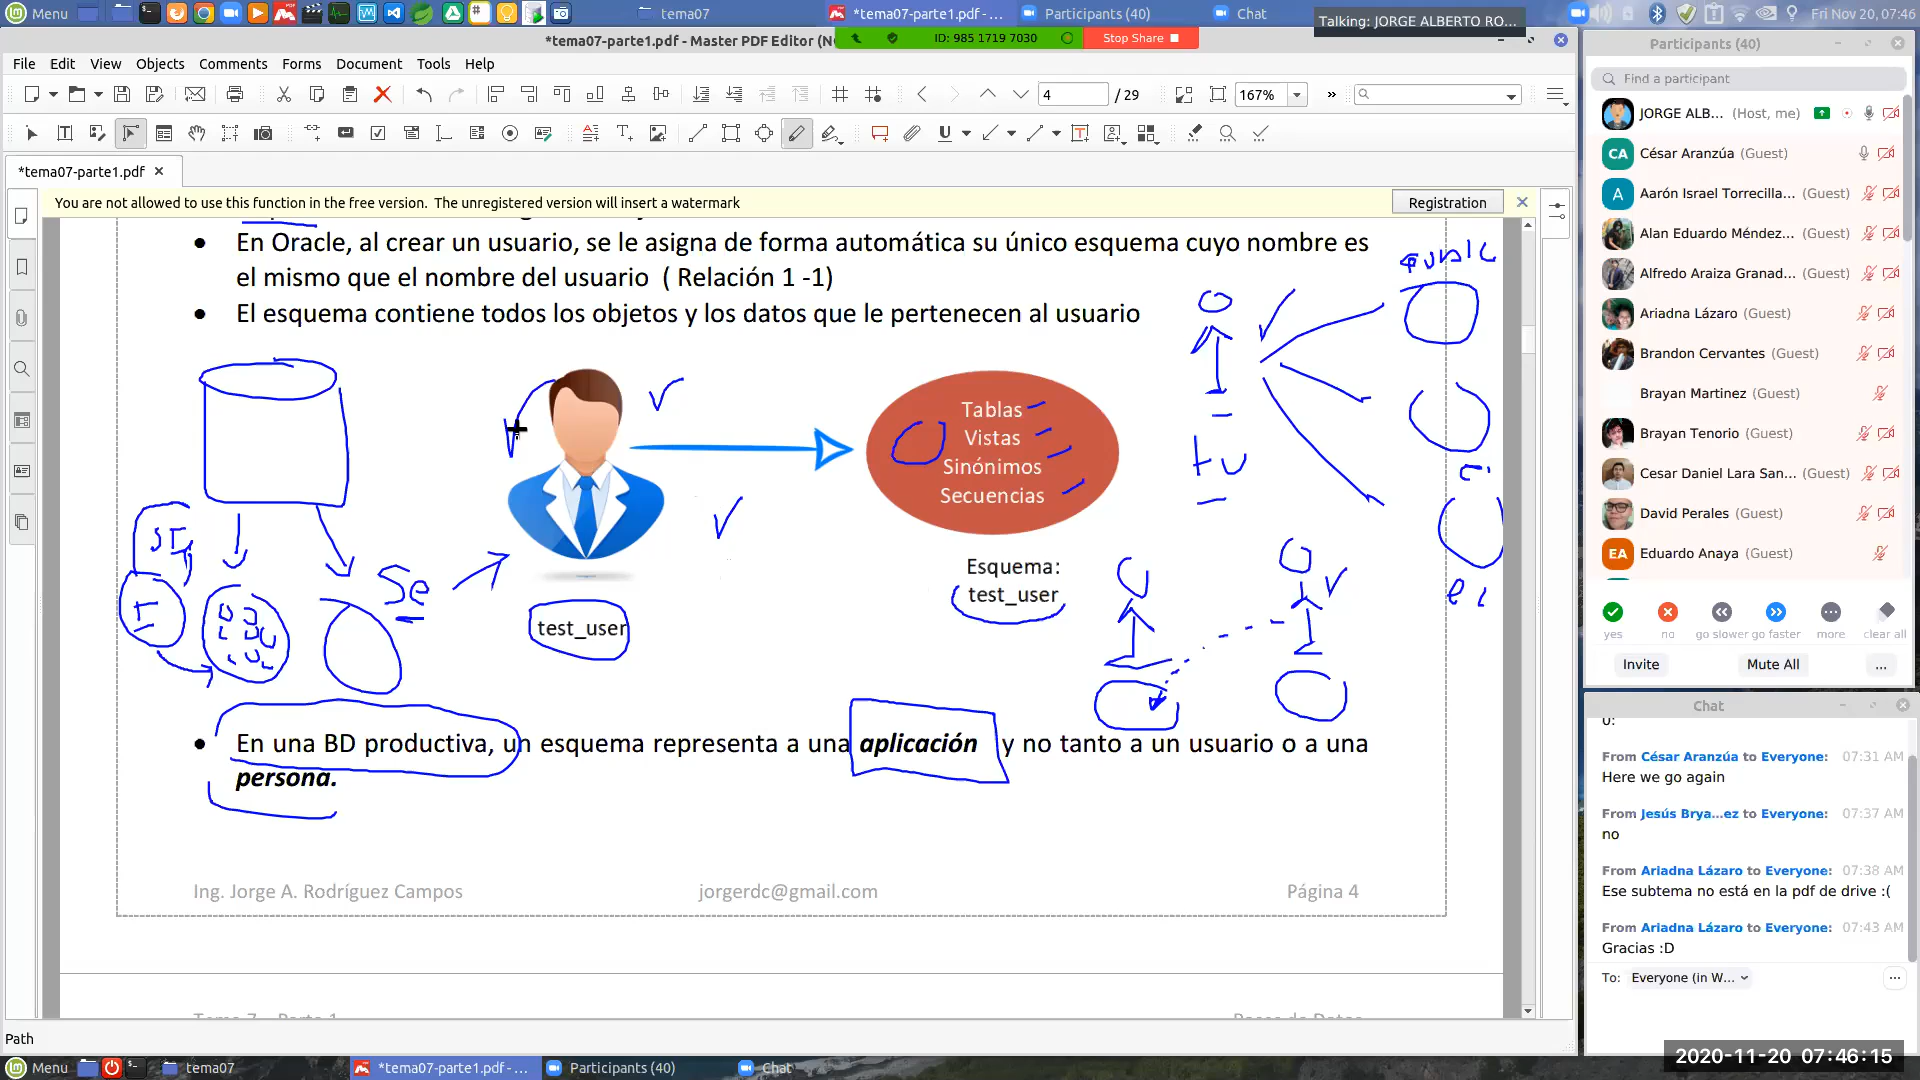 Menu
tema07
*tema07-parte1.pdf - ...
Participants (40)
Chat
Talking: JORGE ALBERTO RO...
Fri Nov 20, 07:46
*tema07-parte1.pdf - Master PDF Editor (N
ID: 985 1719 7030
Stop Share
File Edit View Objects Comments Forms Document Tools Help
4 / 29
167%
*tema07-parte1.pdf
You are not allowed to use this function in the free version. The unregistered version will insert a watermark
Registration
• En Oracle, al crear un usuario, se le asigna de forma automática su único esquema cuyo nombre es
el mismo que el nombre del usuario ( Relación 1 -1)
• El esquema contiene todos los objetos y los datos que le pertenecen al usuario
Tablas
Vistas
Sinónimos
Secuencias
tu
Se
Esquema:
test_user
test_user
• En una BD productiva, un esquema representa a una aplicación y no tanto a un usuario o a una
persona.
Ing. Jorge A. Rodríguez Campos
jorgerdc@gmail.com
Página 4
Path
Participants (40)
Find a participant
JORGE ALB... (Host, me)
CA César Aranzúa (Guest)
A Aarón Israel Torrecilla... (Guest)
Alan Eduardo Méndez... (Guest)
Alfredo Araiza Granad... (Guest)
Ariadna Lázaro (Guest)
Brandon Cervantes (Guest)
Brayan Martinez (Guest)
Brayan Tenorio (Guest)
Cesar Daniel Lara San... (Guest)
David Perales (Guest)
EA Eduardo Anaya (Guest)
yes no go slower go faster more clear all
Invite
Mute All
...
Chat
From César Aranzúa to Everyone: 07:31 AM
Here we go again
From Jesús Brya...ez to Everyone: 07:37 AM
no
From Ariadna Lázaro to Everyone: 07:38 AM
Ese subtema no está en la pdf de drive :(
From Ariadna Lázaro to Everyone: 07:43 AM
Gracias :D
To: Everyone (in W...
Menu
tema07
*tema07-parte1.pdf - ...
Participants (40)
Chat
2020-11-20 07:46:15